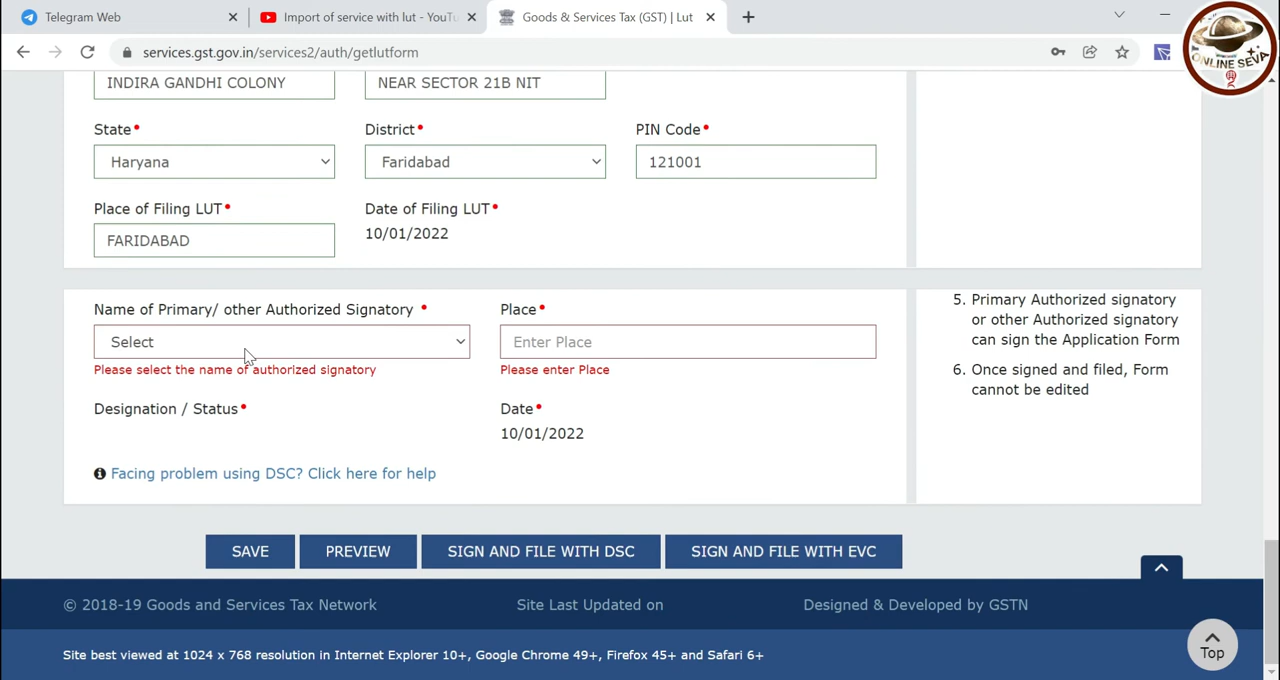 Telegram Web
Import of service with lut - YouTu
Goods & Services Tax (GST) | Lut
services.gst.gov.in/services2/auth/getlutform
ONLINE SEVA
INDIRA GANDHI COLONY
NEAR SECTOR 21B NIT
State•
District•
PIN Code•
Haryana
Faridabad
121001
Place of Filing LUT•
Date of Filing LUT•
FARIDABAD
10/01/2022
Name of Primary/ other Authorized Signatory •
Place•
Select
Enter Place
Please select the name of authorized signatory
Please enter Place
Designation / Status•
Date•
10/01/2022
Facing problem using DSC? Click here for help
5. Primary Authorized signatory
or other Authorized signatory
can sign the Application Form
6. Once signed and filed, Form
cannot be edited
SAVE
PREVIEW
SIGN AND FILE WITH DSC
SIGN AND FILE WITH EVC
© 2018-19 Goods and Services Tax Network
Site Last Updated on
Designed & Developed by GSTN
Site best viewed at 1024 x 768 resolution in Internet Explorer 10+, Google Chrome 49+, Firefox 45+ and Safari 6+
Top